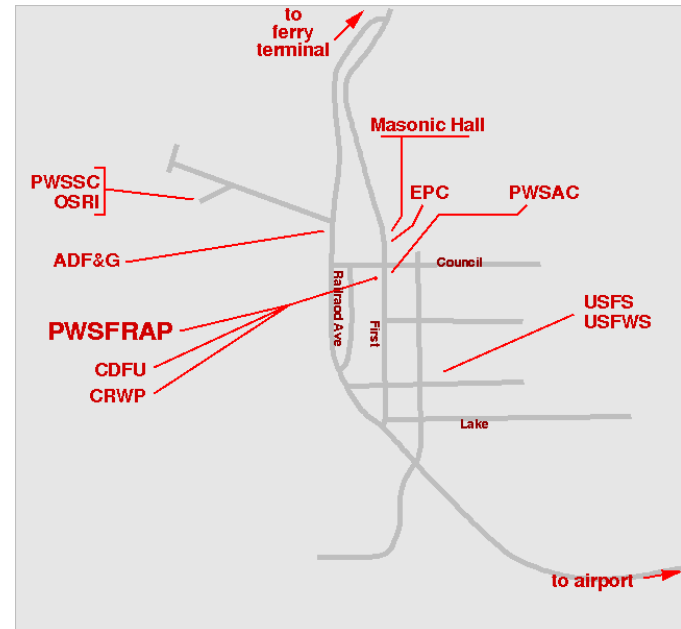 to
ferry
terminal
Masonic Hall
PWSSC
OSRI
EPC
PWSAC
ADF&G
Council
Railraod Ave
First
USFS
USFWS
PWSFRAP
CDFU
CRWP
Lake
to airport